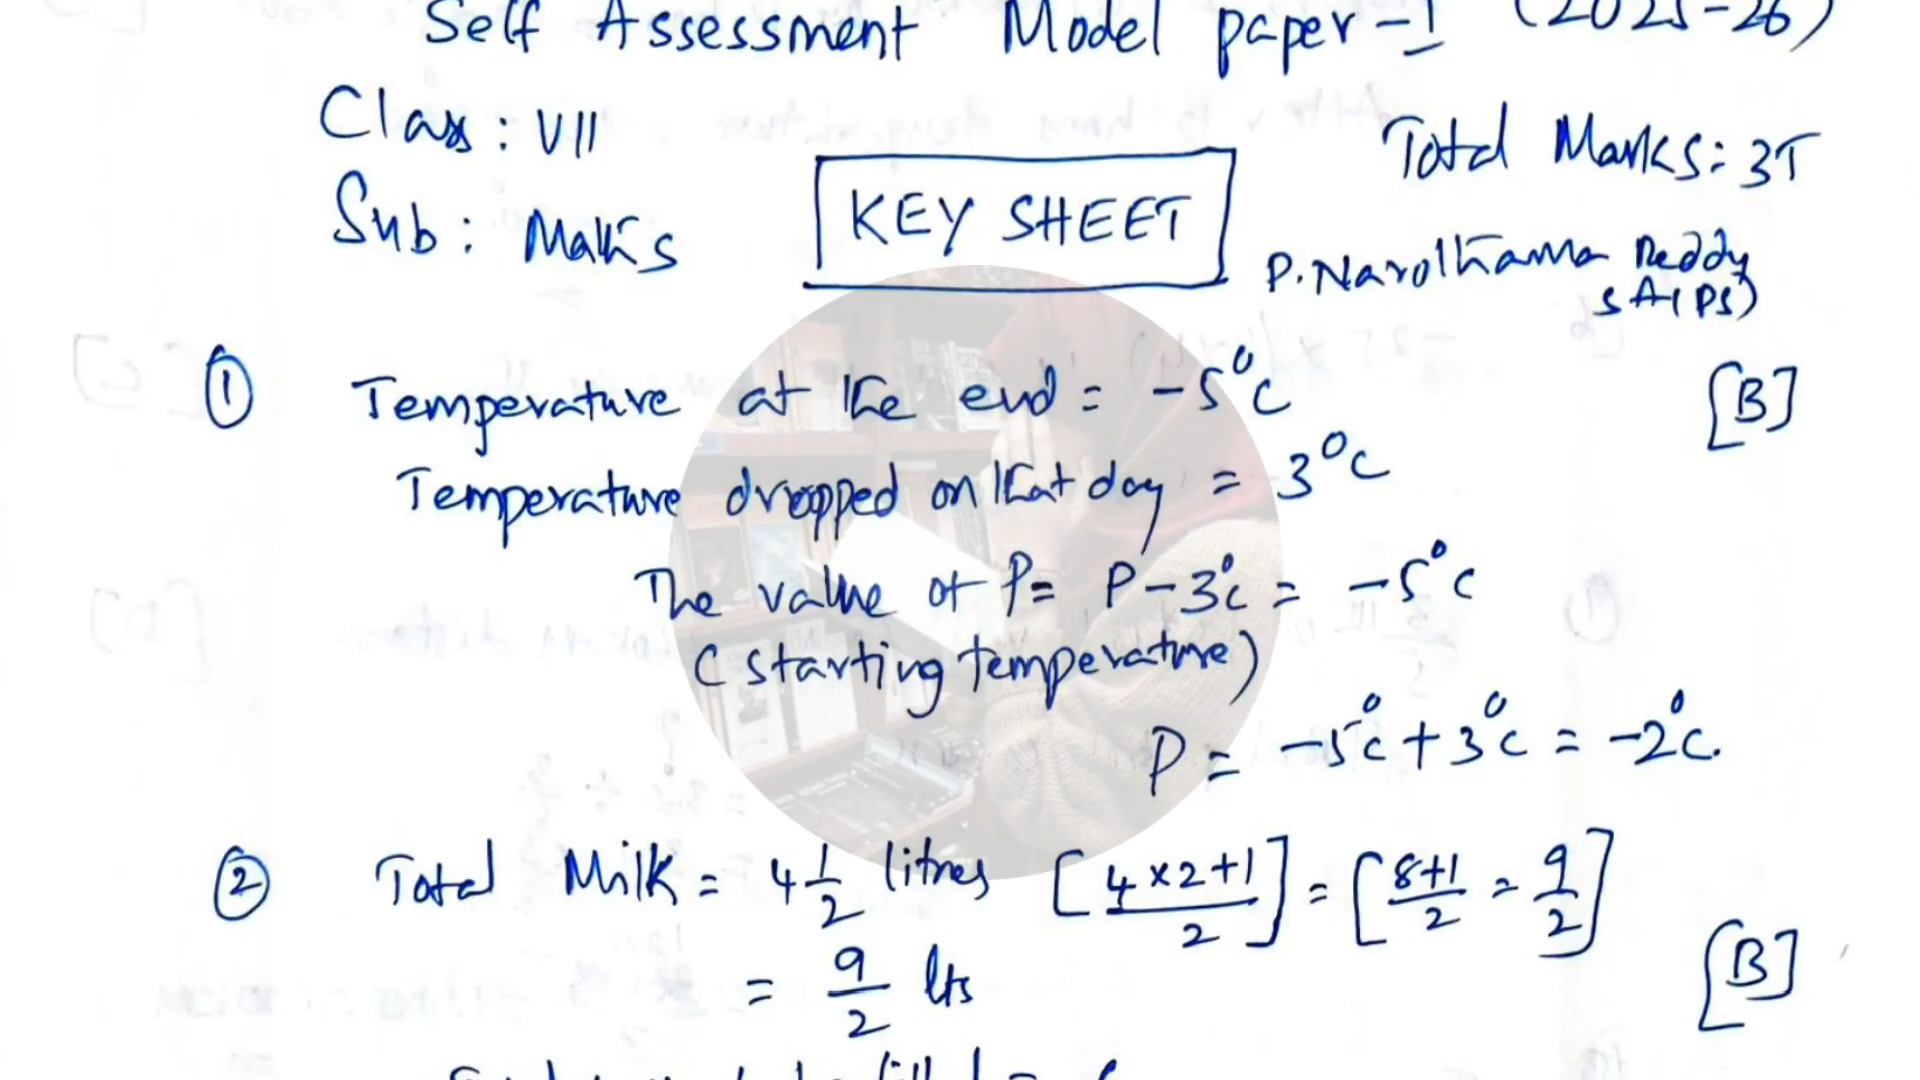 Self Assessment Model paper-1 (2025-26)
Class: VII
Total Marks: 35
Sub: Maths
KEY SHEET
P. Narothama Reddy
SA(PS)
① Temperature at the end = -5°C [B]
Temperature dropped on that day = 3°C
The value of P = P-3°C = -5°C
(starting temperature)
P = -5°C+3°C = -2°C.
② Total Milk = 4 1/2 litres [4×2+1/2] = [8+1/2 = 9/2]
= 9/2 lts [B]